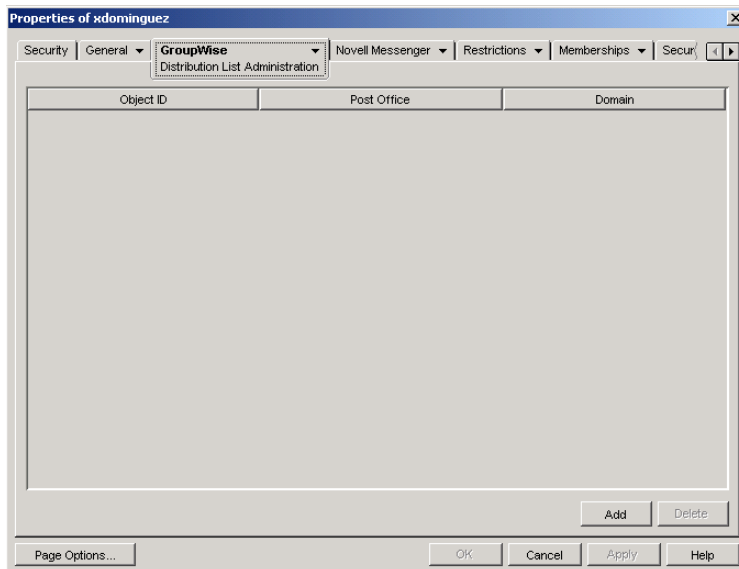 Properties of xdominguez
Security General GroupWise Novell Messenger Restrictions Memberships Secur
Distribution List Administration
Object ID Post Office Domain
Add Delete
Page Options... OK Cancel Apply Help